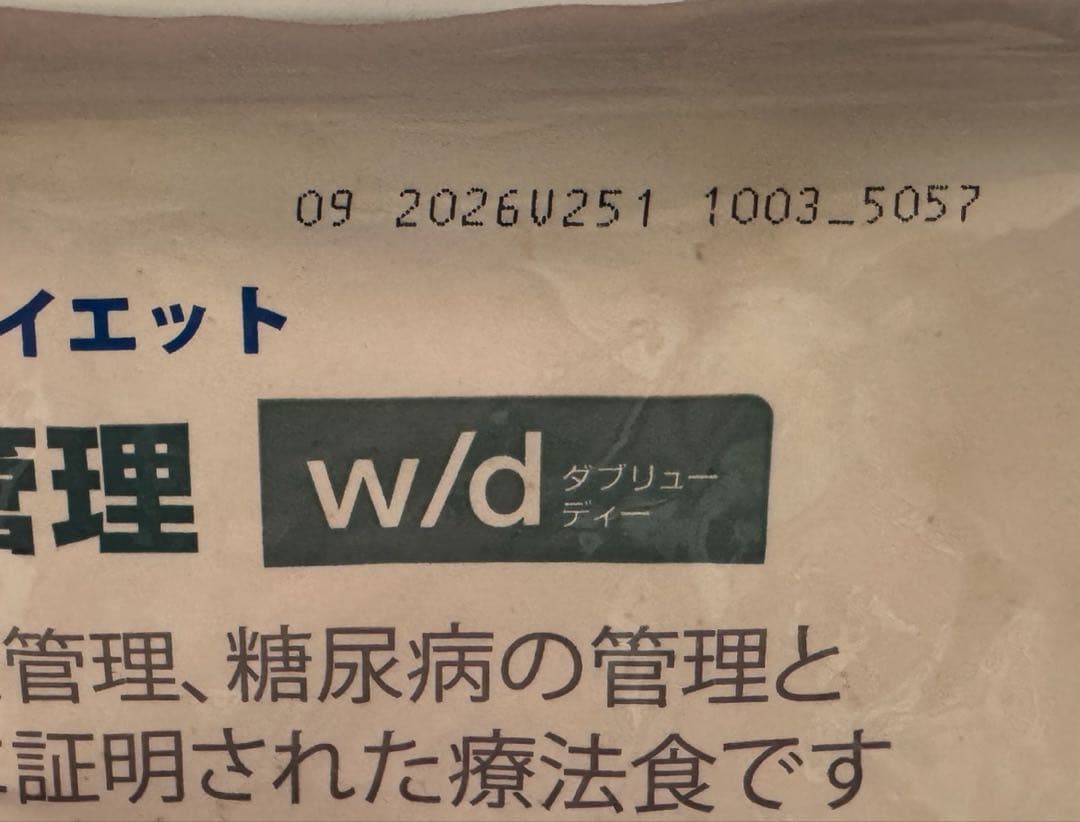 09 2026V251 1003_5057
イエット
管理
w/d ダブリュー
ディー
管理、糖尿病の管理と
に証明された療法食です